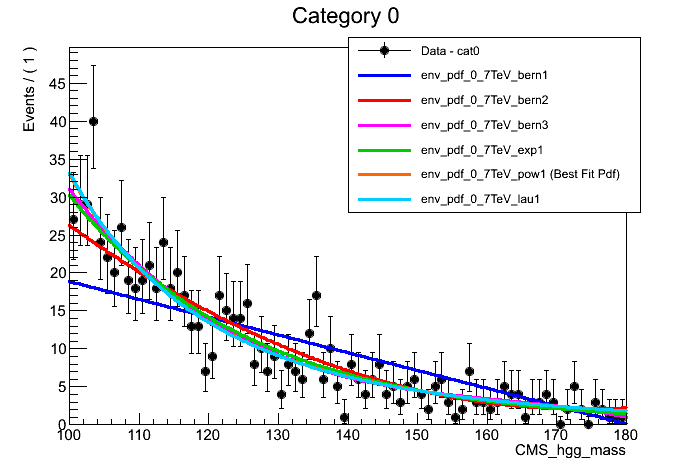 Category 0
Events / ( 1 )
Data - cat0
env_pdf_0_7TeV_bern1
env_pdf_0_7TeV_bern2
env_pdf_0_7TeV_bern3
env_pdf_0_7TeV_exp1
env_pdf_0_7TeV_pow1 (Best Fit Pdf)
env_pdf_0_7TeV_lau1
45
40
35
30
25
20
15
10
5
0
100 110 120 130 140 150 160 170 180
CMS_hgg_mass